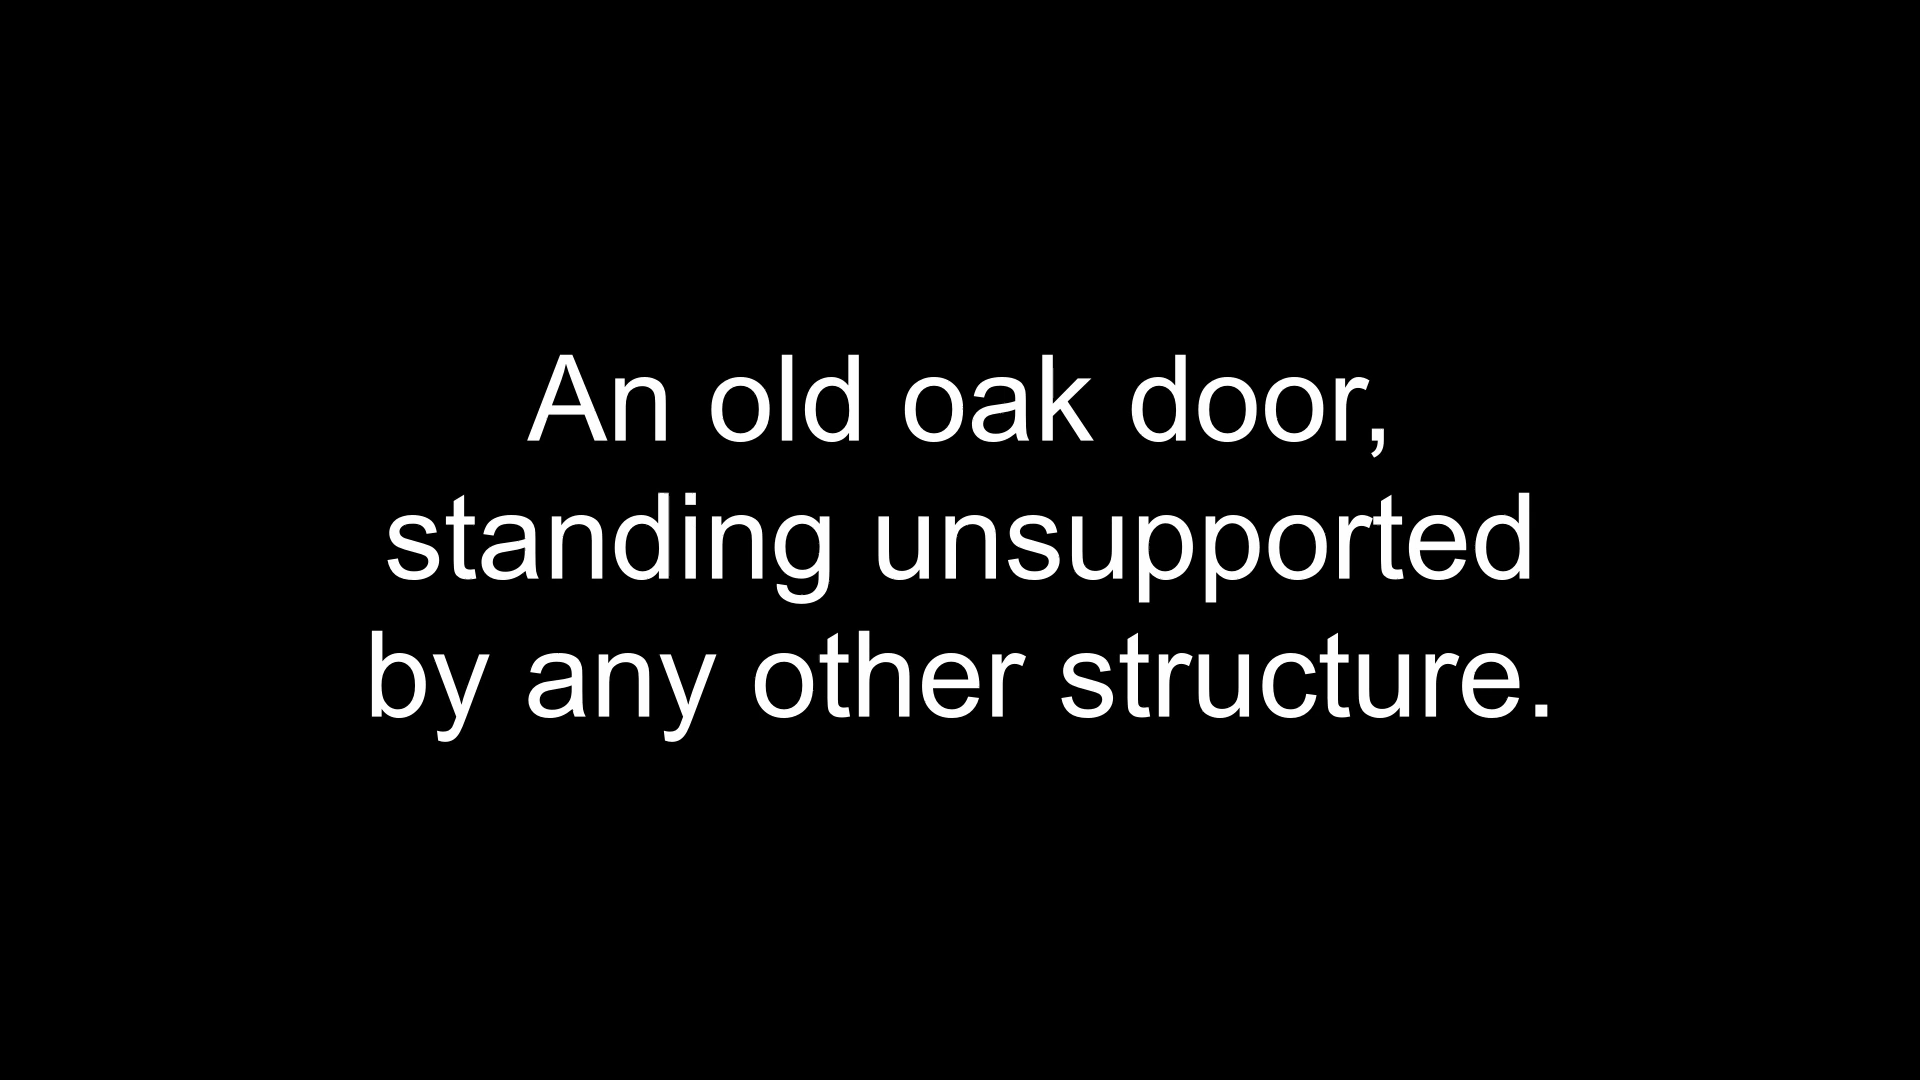 An old oak door,
standing unsupported
by any other structure.